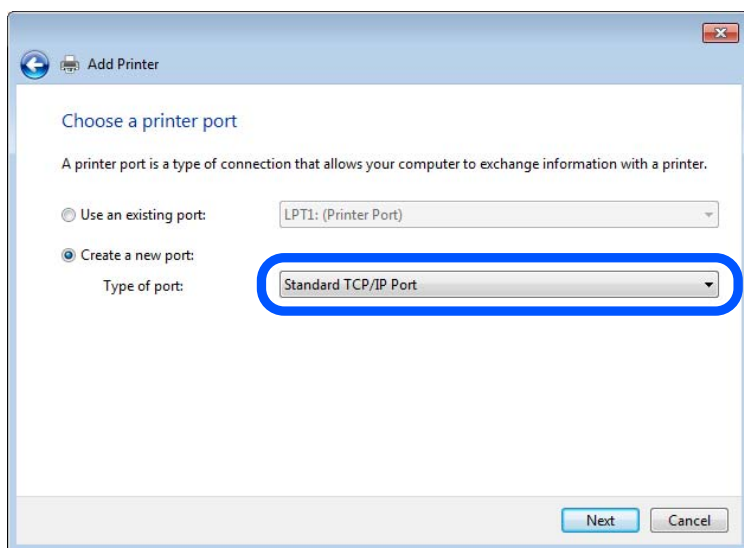 Add Printer
Choose a printer port
A printer port is a type of connection that allows your computer to exchange information with a printer.
Use an existing port: LPT1: (Printer Port)
Create a new port:
Type of port: Standard TCP/IP Port
Next Cancel